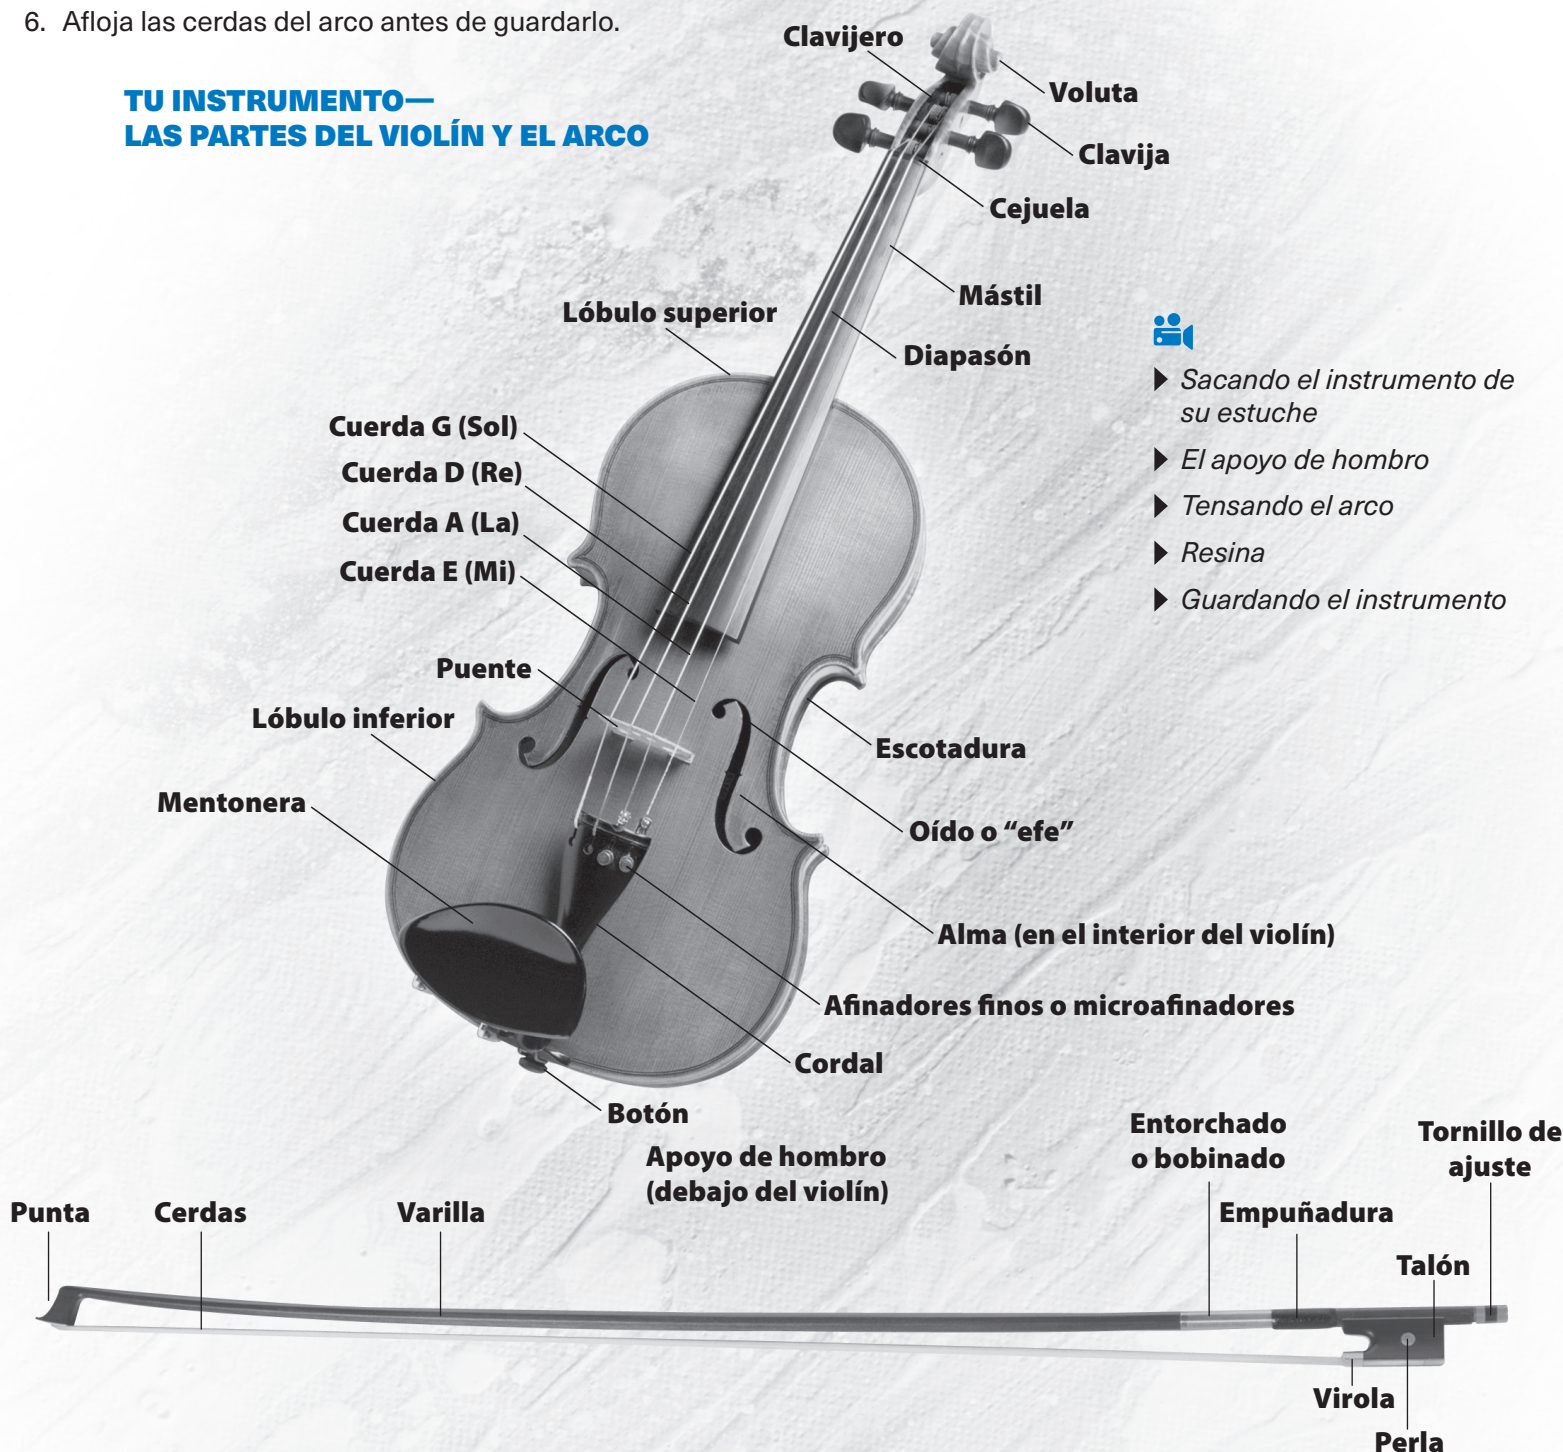 6. Afloja las cerdas del arco antes de guardarlo.
TU INSTRUMENTO—
LAS PARTES DEL VIOLÍN Y EL ARCO
Clavijero
Voluta
Clavija
Cejuela
Mástil
Lóbulo superior
Diapasón
Sacando el instrumento de
su estuche
El apoyo de hombro
Tensando el arco
Resina
Guardando el instrumento
Cuerda G (Sol)
Cuerda D (Re)
Cuerda A (La)
Cuerda E (Mi)
Puente
Lóbulo inferior
Escotadura
Mentonera
Oído o “efe”
Alma (en el interior del violín)
Afinadores finos o microafinadores
Cordal
Botón
Apoyo de hombro
(debajo del violín)
Entorchado
o bobinado
Tornillo de
ajuste
Punta
Cerdas
Varilla
Empuñadura
Talón
Virola
Perla